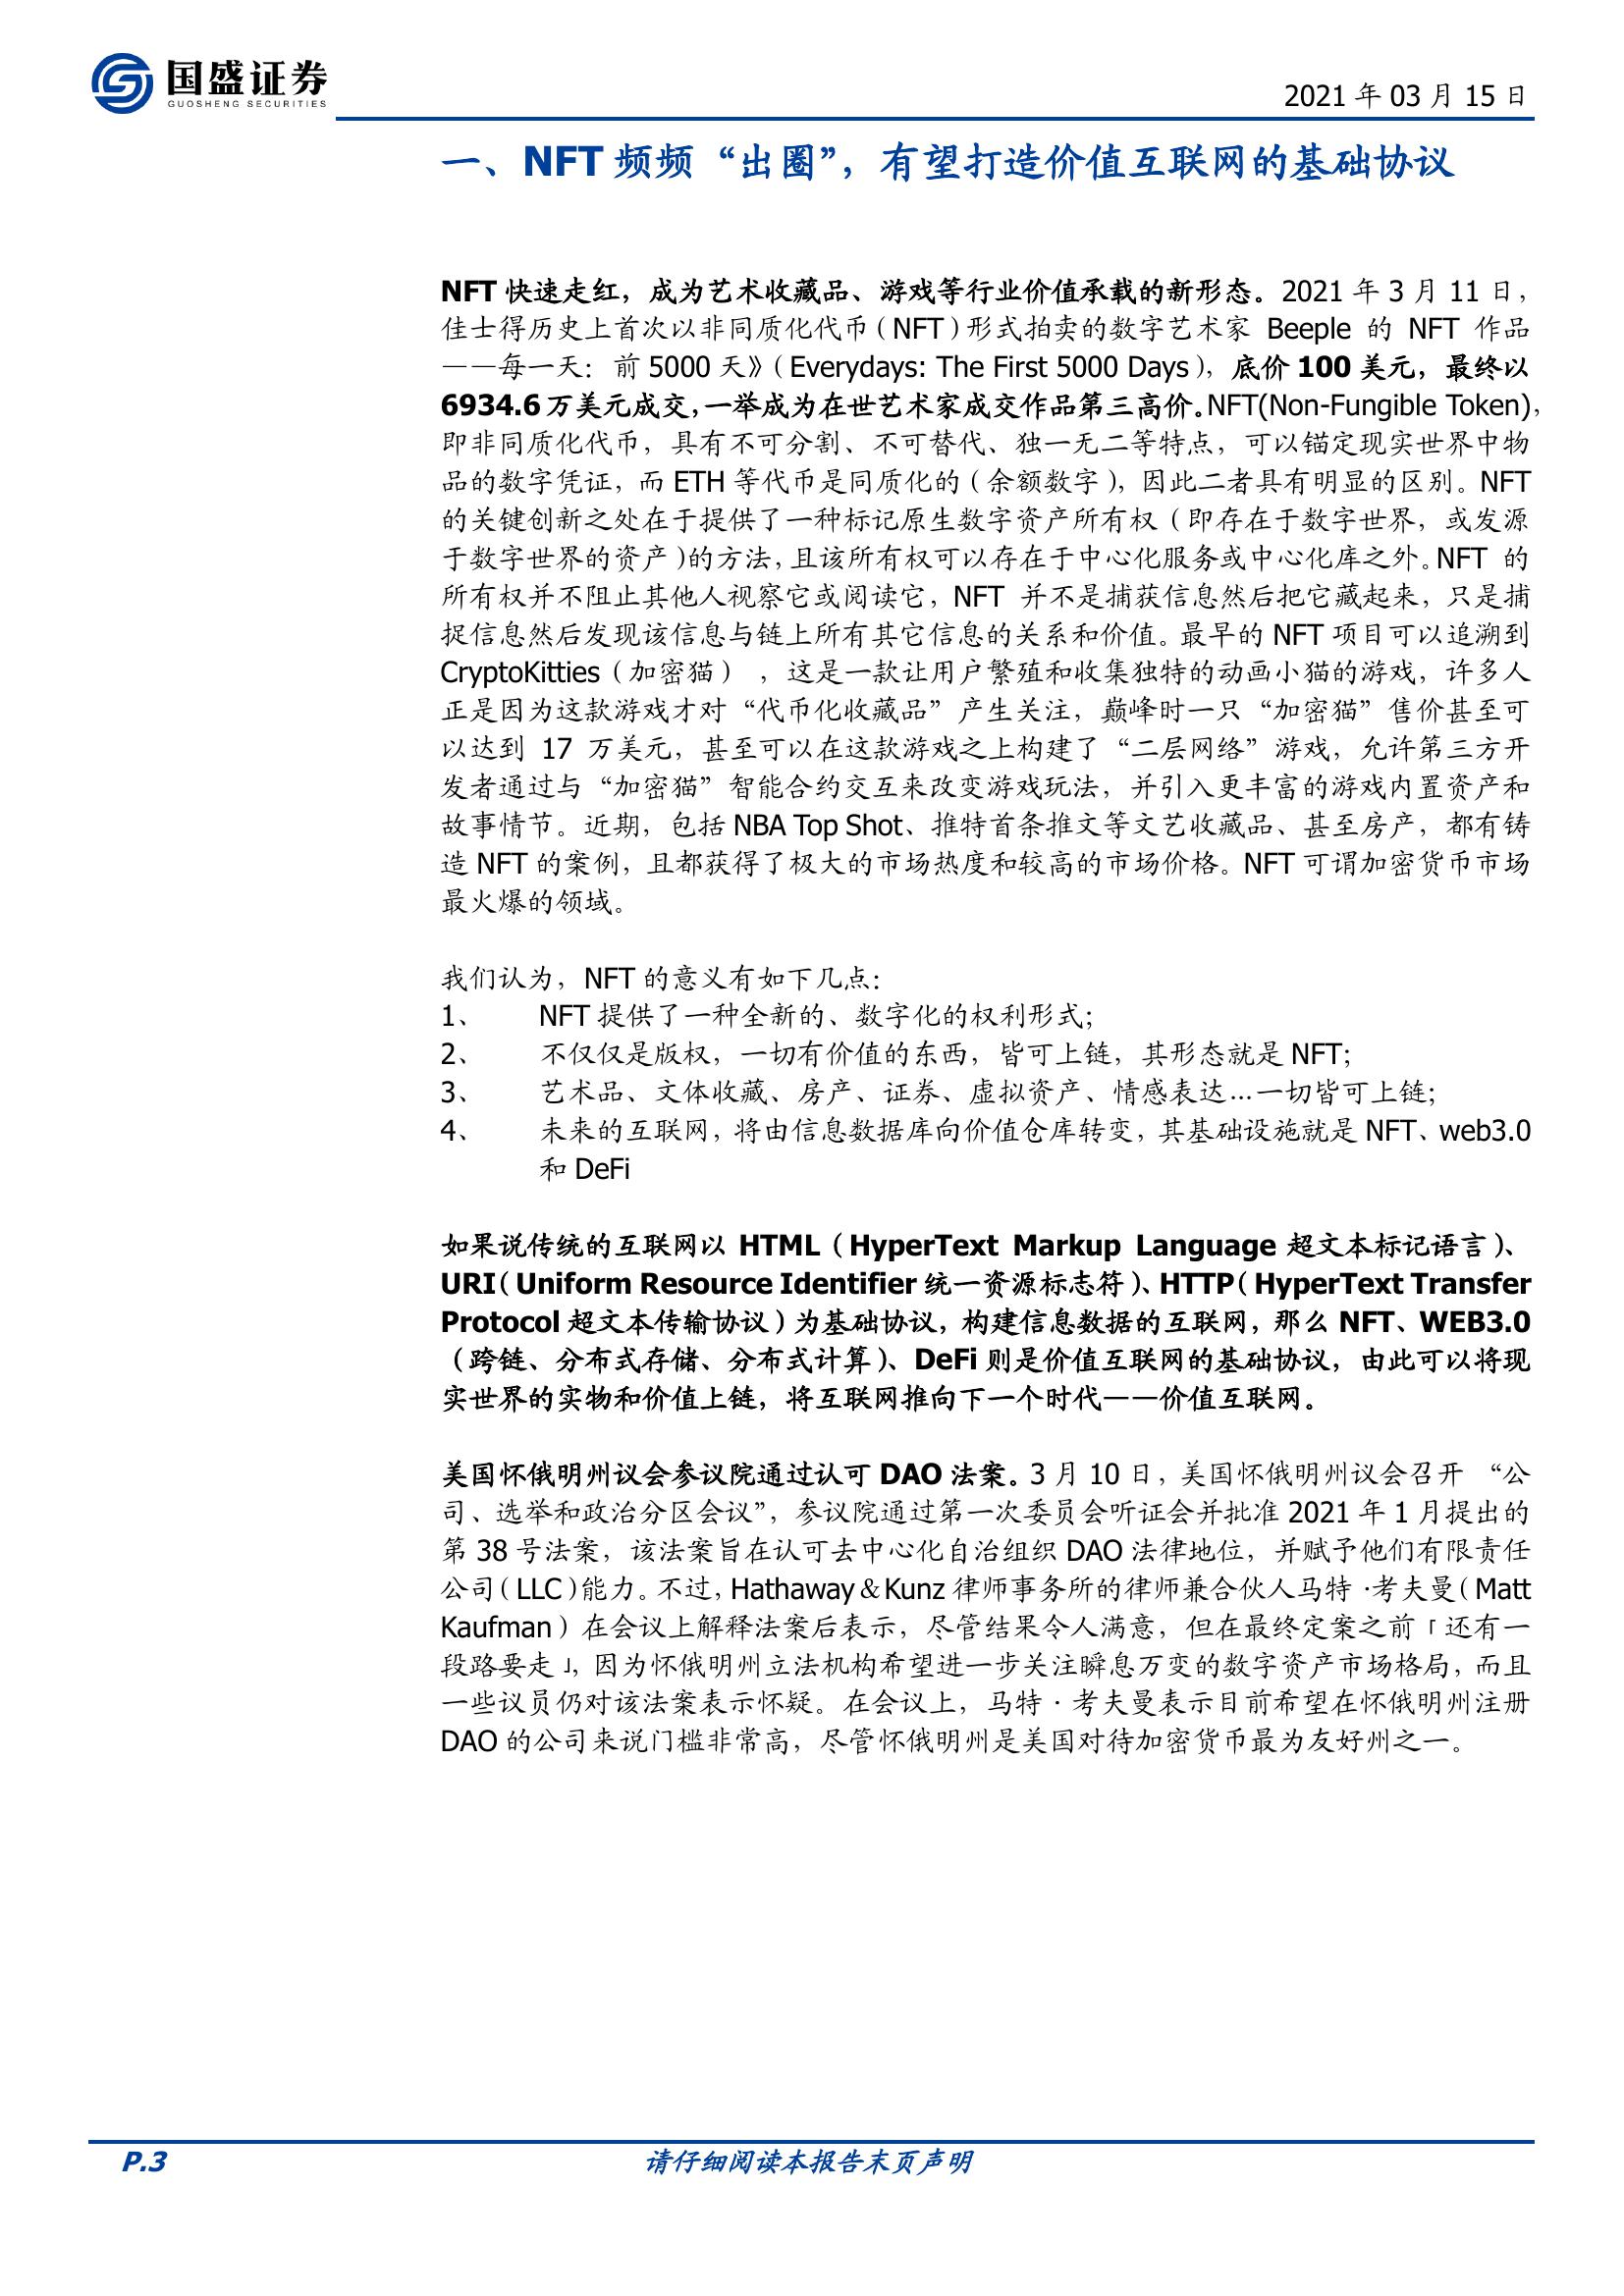 国盛证券
GUOSHENG SECURITIES
2021 年 03 月 15 日
一、NFT 频频“出圈”，有望打造价值互联网的基础协议
NFT 快速走红，成为艺术收藏品、游戏等行业价值承载的新形态。2021 年 3 月 11 日，
佳士得历史上首次以非同质化代币（NFT）形式拍卖的数字艺术家 Beeple 的 NFT 作品
——每一天：前 5000 天》（Everydays: The First 5000 Days），底价 100 美元，最终以
6934.6 万美元成交，一举成为在世艺术家成交作品第三高价。NFT(Non-Fungible Token)，
即非同质化代币，具有不可分割、不可替代、独一无二等特点，可以锚定现实世界中物
品的数字凭证，而 ETH 等代币是同质化的（余额数字），因此二者具有明显的区别。NFT
的关键创新之处在于提供了一种标记原生数字资产所有权（即存在于数字世界，或发源
于数字世界的资产）的方法，且该所有权可以存在于中心化服务或中心化库之外。NFT 的
所有权并不阻止其他人视察它或阅读它，NFT 并不是捕获信息然后把它藏起来，只是捕
捉信息然后发现该信息与链上所有其它信息的关系和价值。最早的 NFT 项目可以追溯到
CryptoKitties（加密猫） ，这是一款让用户繁殖和收集独特的动画小猫的游戏，许多人
正是因为这款游戏才对“代币化收藏品”产生关注，巅峰时一只“加密猫”售价甚至可
以达到 17 万美元，甚至可以在这款游戏之上构建了“二层网络”游戏，允许第三方开
发者通过与“加密猫”智能合约交互来改变游戏玩法，并引入更丰富的游戏内置资产和
故事情节。近期，包括 NBA Top Shot、推特首条推文等文艺收藏品、甚至房产，都有铸
造 NFT 的案例，且都获得了极大的市场热度和较高的市场价格。NFT 可谓加密货币市场
最火爆的领域。
我们认为，NFT 的意义有如下几点：
1、 NFT 提供了一种全新的、数字化的权利形式；
2、 不仅仅是版权，一切有价值的东西，皆可上链，其形态就是 NFT；
3、 艺术品、文体收藏、房产、证券、虚拟资产、情感表达…一切皆可上链；
4、 未来的互联网，将由信息数据库向价值仓库转变，其基础设施就是 NFT、web3.0
和 DeFi
如果说传统的互联网以 HTML（HyperText Markup Language 超文本标记语言）、
URI（Uniform Resource Identifier 统一资源标志符）、HTTP（HyperText Transfer
Protocol 超文本传输协议）为基础协议，构建信息数据的互联网，那么 NFT、WEB3.0
（跨链、分布式存储、分布式计算）、DeFi 则是价值互联网的基础协议，由此可以将现
实世界的实物和价值上链，将互联网推向下一个时代——价值互联网。
美国怀俄明州议会参议院通过认可 DAO 法案。3 月 10 日，美国怀俄明州议会召开 “公
司、选举和政治分区会议”，参议院通过第一次委员会听证会并批准 2021 年 1 月提出的
第 38 号法案，该法案旨在认可去中心化自治组织 DAO 法律地位，并赋予他们有限责任
公司（LLC）能力。不过，Hathaway＆Kunz 律师事务所的律师兼合伙人马特·考夫曼（Matt
Kaufman）在会议上解释法案后表示，尽管结果令人满意，但在最终定案之前「还有一
段路要走」，因为怀俄明州立法机构希望进一步关注瞬息万变的数字资产市场格局，而且
一些议员仍对该法案表示怀疑。在会议上，马特·考夫曼表示目前希望在怀俄明州注册
DAO 的公司来说门槛非常高，尽管怀俄明州是美国对待加密货币最为友好州之一。
P.3
请仔细阅读本报告末页声明